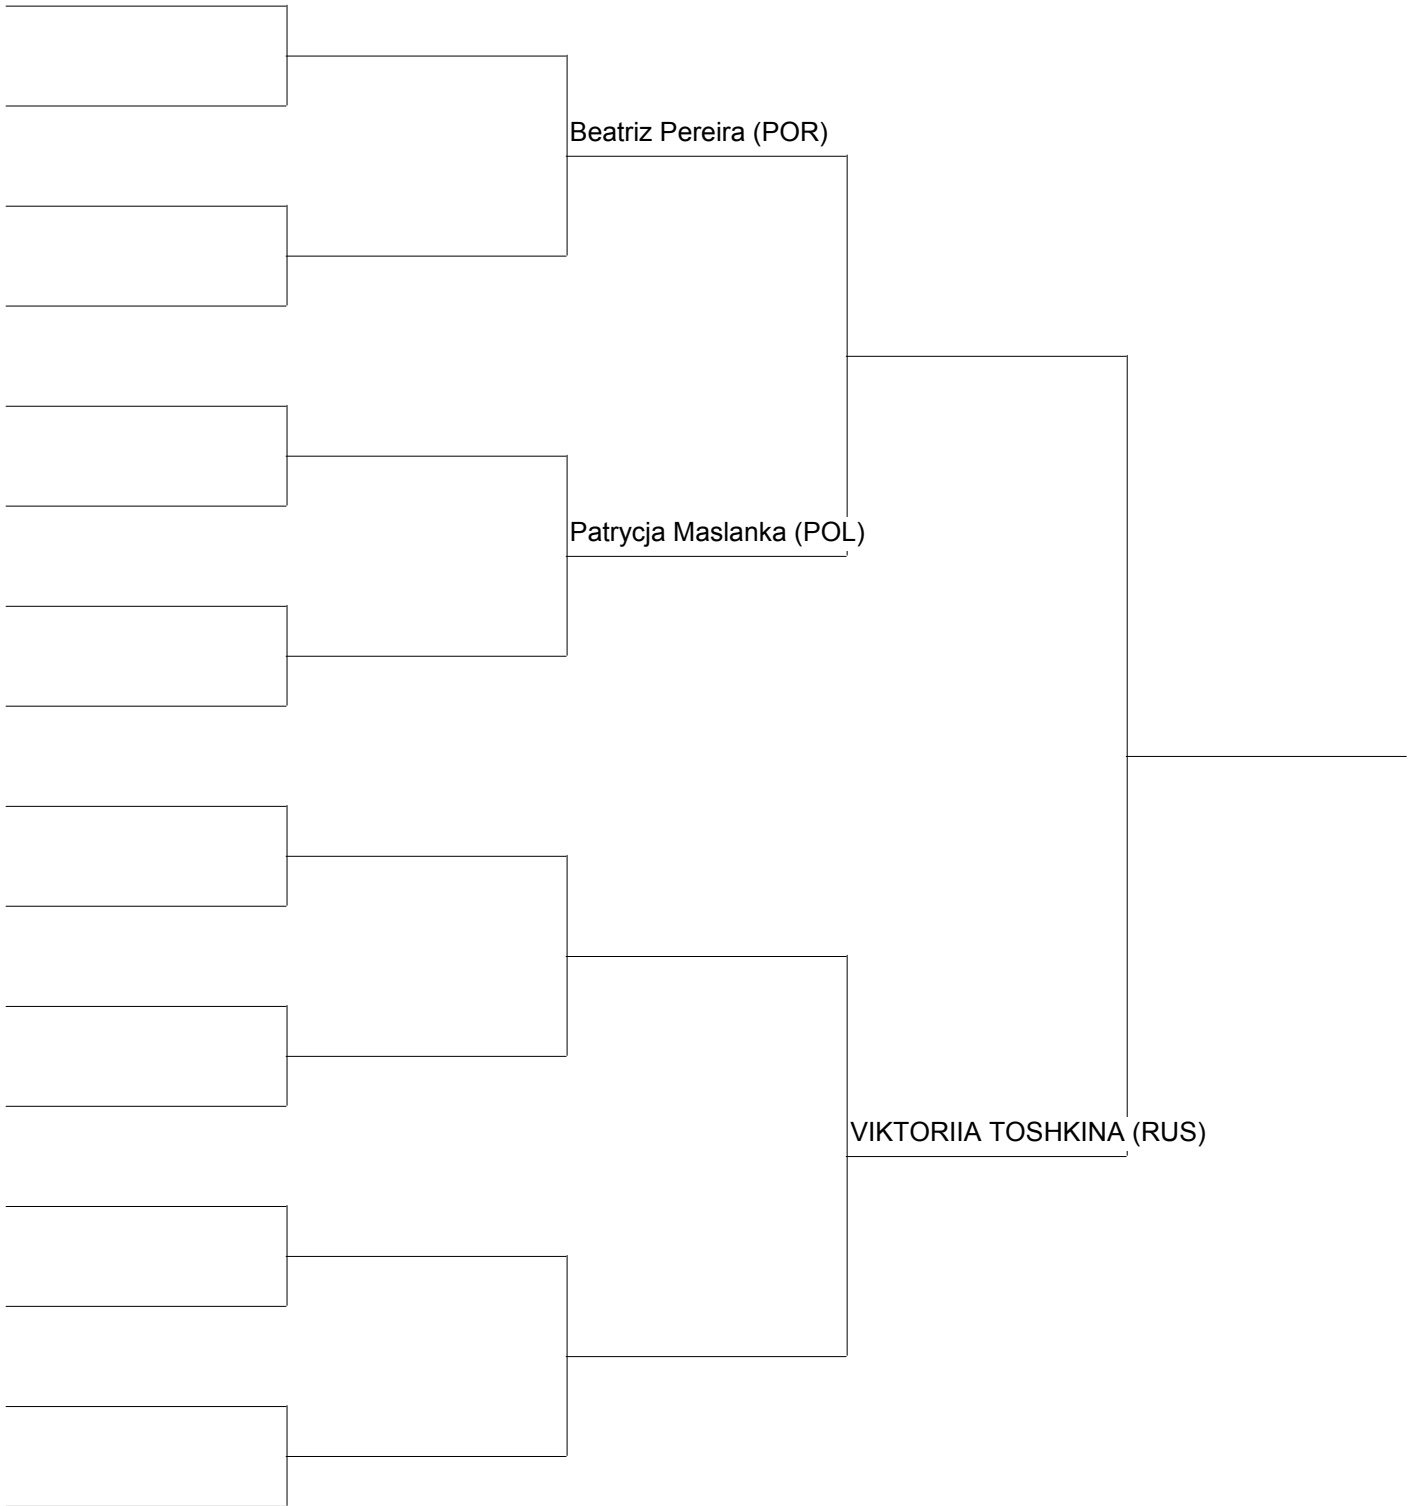 Beatriz Pereira (POR)
Patrycja Maslanka (POL)
VIKTORIIA TOSHKINA (RUS)